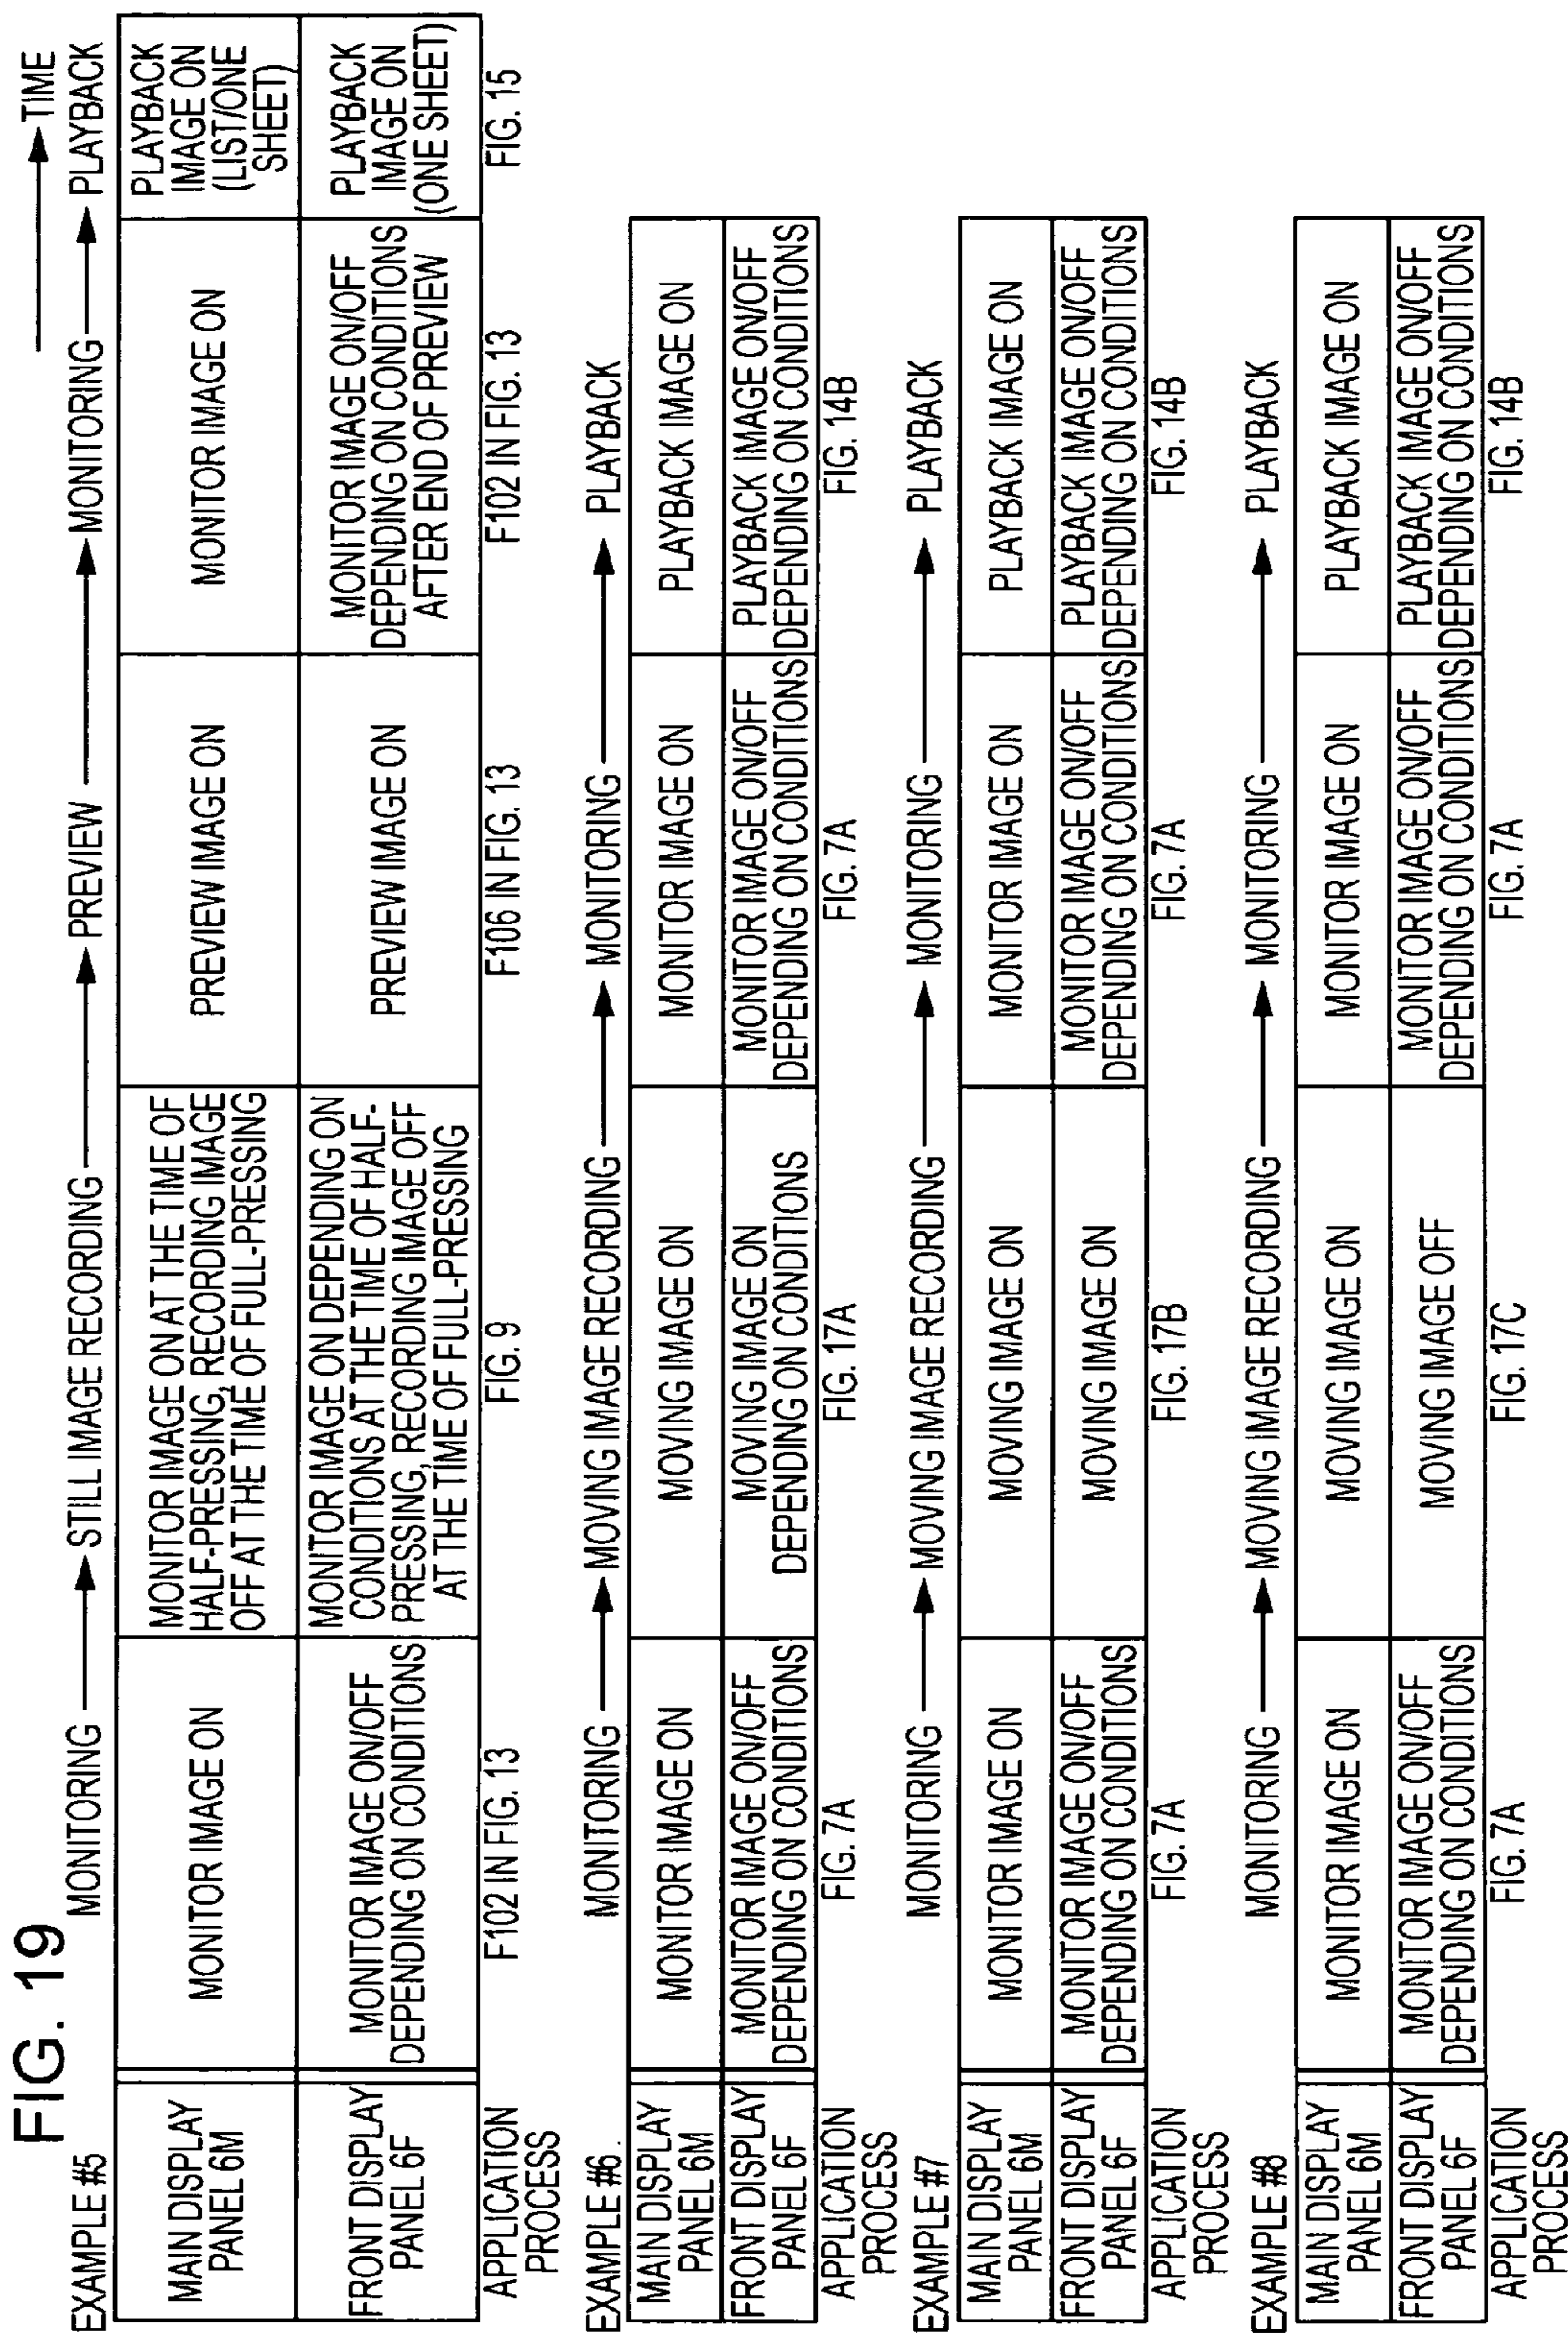 FIG. 19
TIME
EXAMPLE #5
MONITORING
STILL IMAGE RECORDING
PREVIEW
MONITORING
PLAYBACK
MAIN DISPLAY
PANEL 6M
MONITOR IMAGE ON
MONITOR IMAGE ON AT THE TIME OF
HALF-PRESSING, RECORDING IMAGE
OFF AT THE TIME OF FULL-PRESSING
PREVIEW IMAGE ON
MONITOR IMAGE ON
PLAYBACK
IMAGE ON
(LIST/ONE
SHEET)
FRONT DISPLAY
PANEL 6F
MONITOR IMAGE ON/OFF
DEPENDING ON CONDITIONS
MONITOR IMAGE ON DEPENDING ON
CONDITIONS AT THE TIME OF HALF-
PRESSING, RECORDING IMAGE OFF
AT THE TIME OF FULL-PRESSING
PREVIEW IMAGE ON
MONITOR IMAGE ON/OFF
DEPENDING ON CONDITIONS
AFTER END OF PREVIEW
PLAYBACK
IMAGE ON
(ONE SHEET)
APPLICATION
PROCESS
F102 IN FIG. 13
FIG. 9
F106 IN FIG. 13
F102 IN FIG. 13
FIG. 15
EXAMPLE #6.
MONITORING
MOVING IMAGE RECORDING
MONITORING
PLAYBACK
MAIN DISPLAY
PANEL 6M
MONITOR IMAGE ON
MOVING IMAGE ON
MONITOR IMAGE ON
PLAYBACK IMAGE ON
FRONT DISPLAY
PANEL 6F
MONITOR IMAGE ON/OFF
DEPENDING ON CONDITIONS
MOVING IMAGE ON
DEPENDING ON CONDITIONS
MONITOR IMAGE ON/OFF
DEPENDING ON CONDITIONS
PLAYBACK IMAGE ON/OFF
DEPENDING ON CONDITIONS
APPLICATION
PROCESS
FIG. 7A
FIG. 17A
FIG. 7A
FIG. 14B
EXAMPLE #7
MONITORING
MOVING IMAGE RECORDING
MONITORING
PLAYBACK
MAIN DISPLAY
PANEL 6M
MONITOR IMAGE ON
MOVING IMAGE ON
MONITOR IMAGE ON
PLAYBACK IMAGE ON
FRONT DISPLAY
PANEL 6F
MONITOR IMAGE ON/OFF
DEPENDING ON CONDITIONS
MOVING IMAGE ON
MONITOR IMAGE ON/OFF
DEPENDING ON CONDITIONS
PLAYBACK IMAGE ON/OFF
DEPENDING ON CONDITIONS
APPLICATION
PROCESS
FIG. 7A
FIG. 17B
FIG. 7A
FIG. 14B
EXAMPLE #8
MONITORING
MOVING IMAGE RECORDING
MONITORING
PLAYBACK
MAIN DISPLAY
PANEL 6M
MONITOR IMAGE ON
MOVING IMAGE ON
MONITOR IMAGE ON
PLAYBACK IMAGE ON
FRONT DISPLAY
PANEL 6F
MONITOR IMAGE ON/OFF
DEPENDING ON CONDITIONS
MOVING IMAGE OFF
MONITOR IMAGE ON/OFF
DEPENDING ON CONDITIONS
PLAYBACK IMAGE ON/OFF
DEPENDING ON CONDITIONS
APPLICATION
PROCESS
FIG. 7A
FIG. 17C
FIG. 7A
FIG. 14B